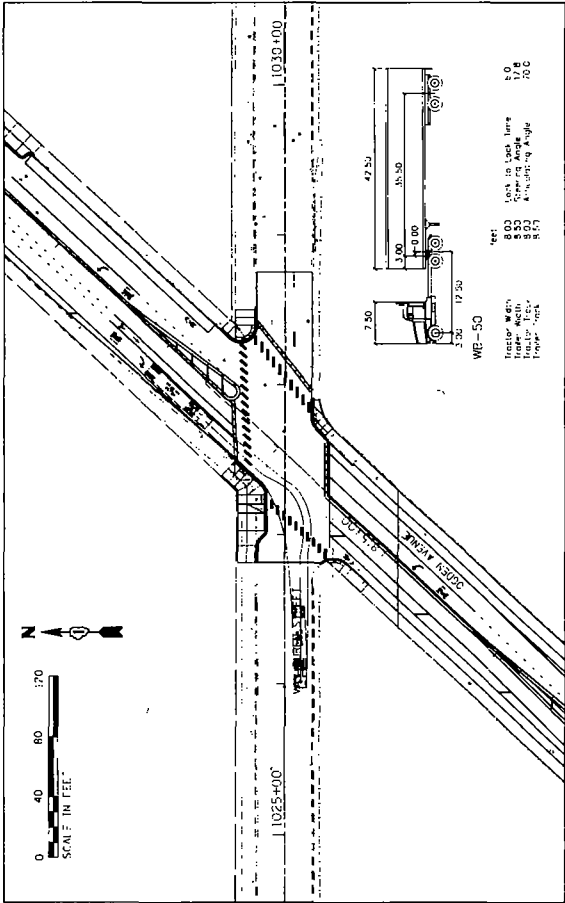 N
0 40 80 120
SCALE IN FEET
1030+00
1025+00
OGDEN AVENUE
STREET
42.50
35.50
3.00
0.00
7.50
3.00 12.50
WB-50
feet
Tractor Width 8.00
Trailer Width 8.50
Tractor Track 8.00
Trailer Track 8.50
Lock to Lock Time 6.0
Steering Angle 17.8
Articulating Angle 70.0